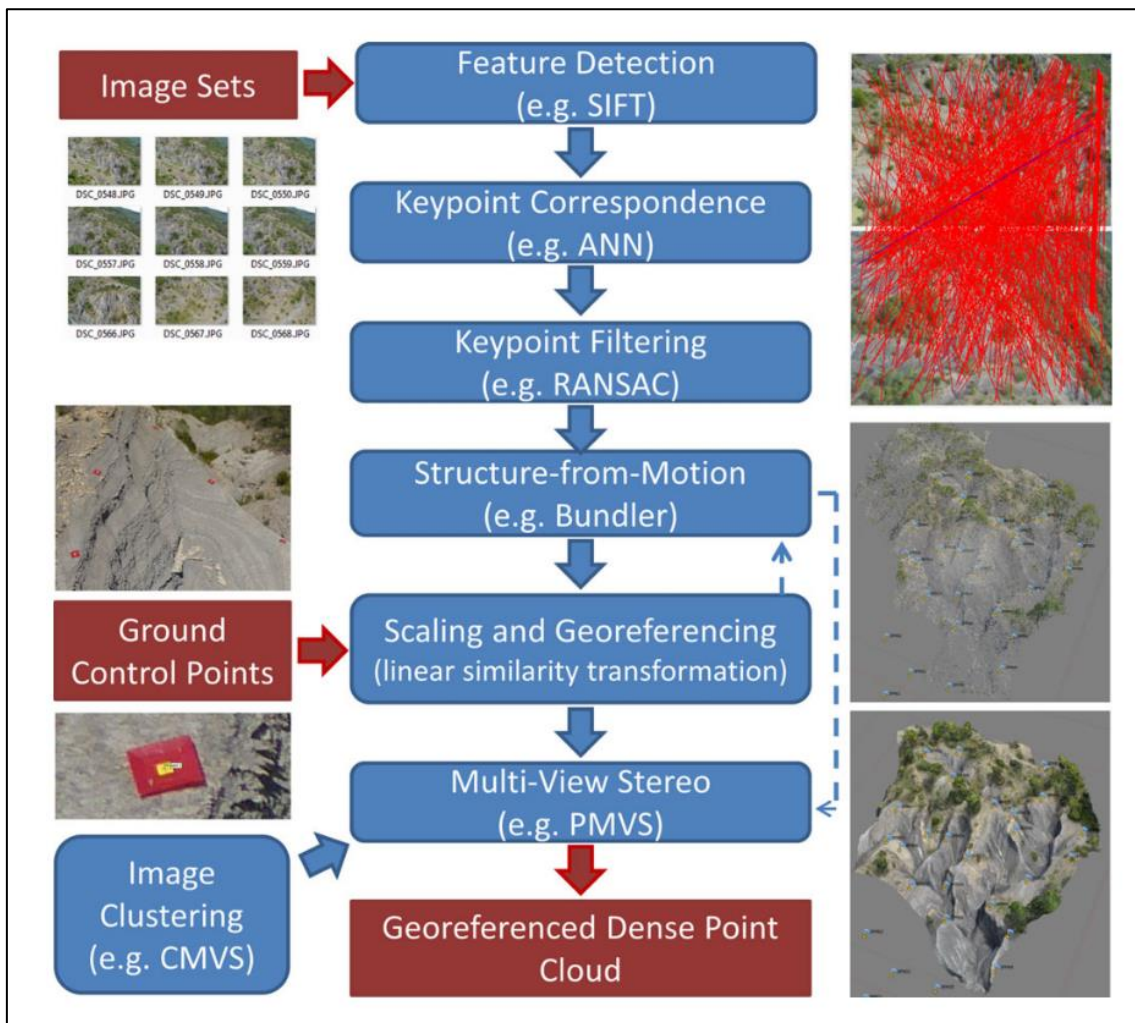 Image Sets
Feature Detection
(e.g. SIFT)
DSC_0548.JPG
DSC_0549.JPG
DSC_0550.JPG
DSC_0557.JPG
DSC_0558.JPG
DSC_0559.JPG
DSC_0566.JPG
DSC_0567.JPG
DSC_0568.JPG
Keypoint Correspondence
(e.g. ANN)
Keypoint Filtering
(e.g. RANSAC)
Structure-from-Motion
(e.g. Bundler)
Ground
Control Points
Scaling and Georeferencing
(linear similarity transformation)
Multi-View Stereo
(e.g. PMVS)
Image
Clustering
(e.g. CMVS)
Georeferenced Dense Point
Cloud